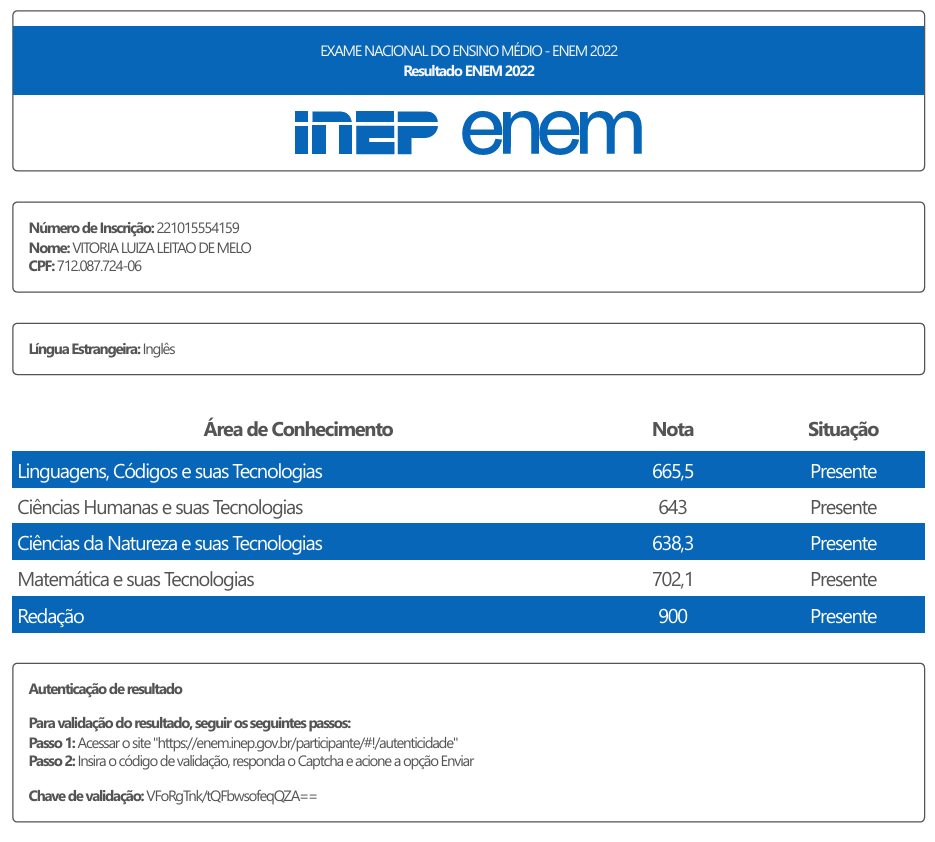 EXAME NACIONAL DO ENSINO MÉDIO - ENEM 2022
Resultado ENEM 2022
inep enem
Número de Inscrição: 221015554159
Nome: VITORIA LUIZA LEITAO DE MELO
CPF: 712.087.724-06
Língua Estrangeira: Inglês
Área de Conhecimento Nota Situação
Linguagens, Códigos e suas Tecnologias 665,5 Presente
Ciências Humanas e suas Tecnologias 643 Presente
Ciências da Natureza e suas Tecnologias 638,3 Presente
Matemática e suas Tecnologias 702,1 Presente
Redação 900 Presente
Autenticação de resultado
Para validação do resultado, seguir os seguintes passos:
Passo 1: Acessar o site "https://enem.inep.gov.br/participante/#!/autenticidade"
Passo 2: Insira o código de validação, responda o Captcha e acione a opção Enviar
Chave de validação: VFoRgTnk/tQFbwsofeqQZA==